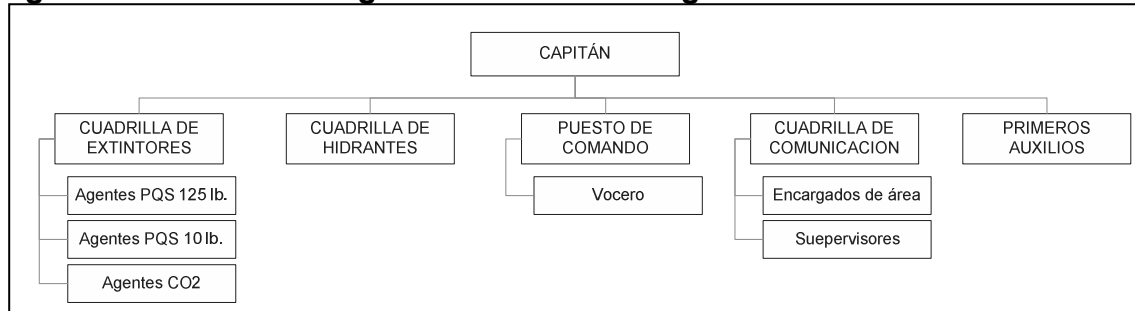 CAPITÁN
CUADRILLA DE
EXTINTORES
Agentes PQS 125 lb.
Agentes PQS 10 lb.
Agentes CO2
CUADRILLA DE
HIDRANTES
PUESTO DE
COMANDO
Vocero
CUADRILLA DE
COMUNICACION
Encargados de área
Suepervisores
PRIMEROS
AUXILIOS